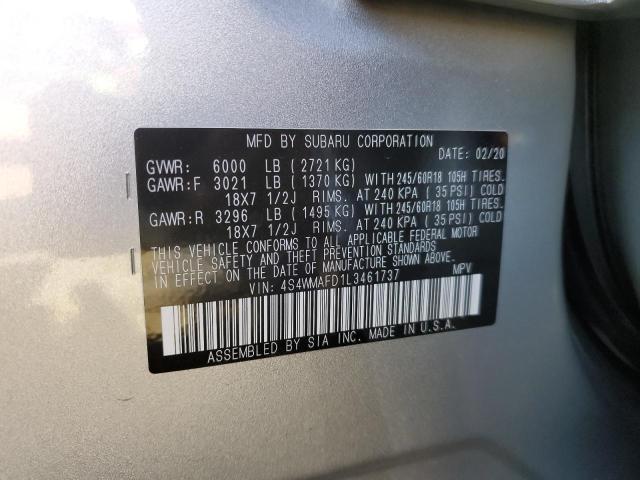 MFD BY SUBARU CORPORATION
DATE: 02/20
GVWR: 6000 LB (2721 KG)
GAWR:F 3021 LB (1370 KG) WITH 245/60R18 105H TIRES.
18X7 1/2J RIMS. AT 240 KPA (35 PSI) COLD
GAWR:R 3296 LB (1495 KG) WITH 245/60R18 105H TIRES.
18X7 1/2J RIMS. AT 240 KPA (35 PSI) COLD
THIS VEHICLE CONFORMS TO ALL APPLICABLE FEDERAL MOTOR
VEHICLE SAFETY AND THEFT PREVENTION STANDARDS
IN EFFECT ON THE DATE OF MANUFACTURE SHOWN ABOVE.
VIN: 4S4WMAFD1L3461737 MPV
ASSEMBLED BY SIA INC. MADE IN U.S.A.